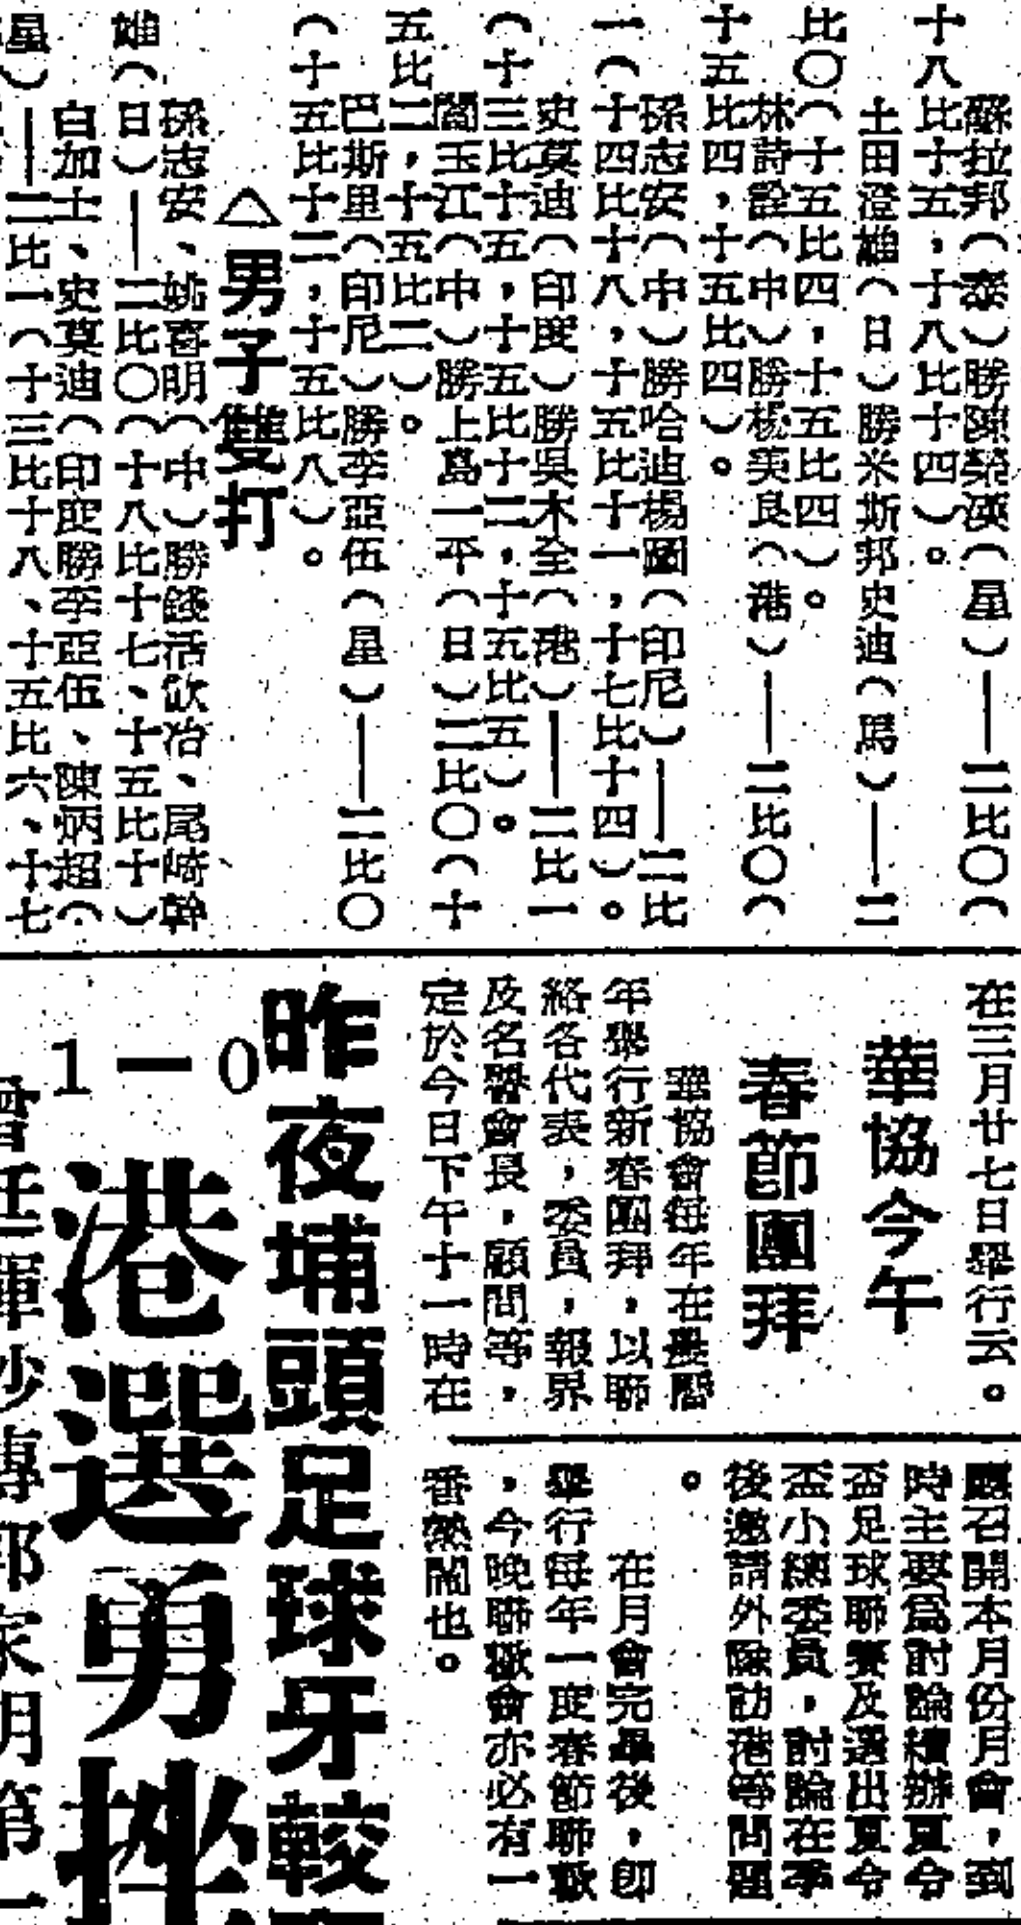 蘇拉邦（泰）勝陳榮漢（星）——二比〇（
十八比十五，十八比十四）。
土田澄雄（日）勝米斯邦史迪（馬）——二
比〇（十五比四，十五比四）。
林詩詮（中）勝楊美良（港）——二比〇（
十五比四，十五比四）。
孫志安（中）勝哈迪楊圖（印尼）——二比
一（十四比十八，十五比十一，十七比十四）。
史莫迪（印度）勝吳木全（港）——二比一
（十三比十五，十五比十二，十五比五）。
閻玉江（中）勝上島一平（日）二比〇（十
五比二，十五比二）。
巴斯里（印尼）勝李亞伍（星）——二比〇
（十五比十二，十五比八）。
△男子雙打
孫志安、姚喜明（中）勝錢活歐冶、尾崎幹
雄（日）——二比〇（十八比十七、十五比十）
白加士、史莫迪（印度勝李亞伍、陳炳超（
星）——二比一（十三比十八、十五比六、十七
在三月廿七日舉行云。
華協今午
春節團拜
華協會每年在農曆
年舉行新春團拜，以聯
絡各代表，委員，報界
及名譽會長，顧問等，
定於今日下午十一時在
應召開本月份月會，到
時主要為討論續辦夏令
盃足球聯賽及選出夏令
盃小總委員，討論在季
後邀請外隊訪港等問題
。
在月會完畢後，即
舉行每年一度春節聯歡
，今晚聯歡會亦必有一
番熱鬧也。
昨夜埔頭足球牙較
1—0
港選勇挫
任輝妙傳郭家明第一